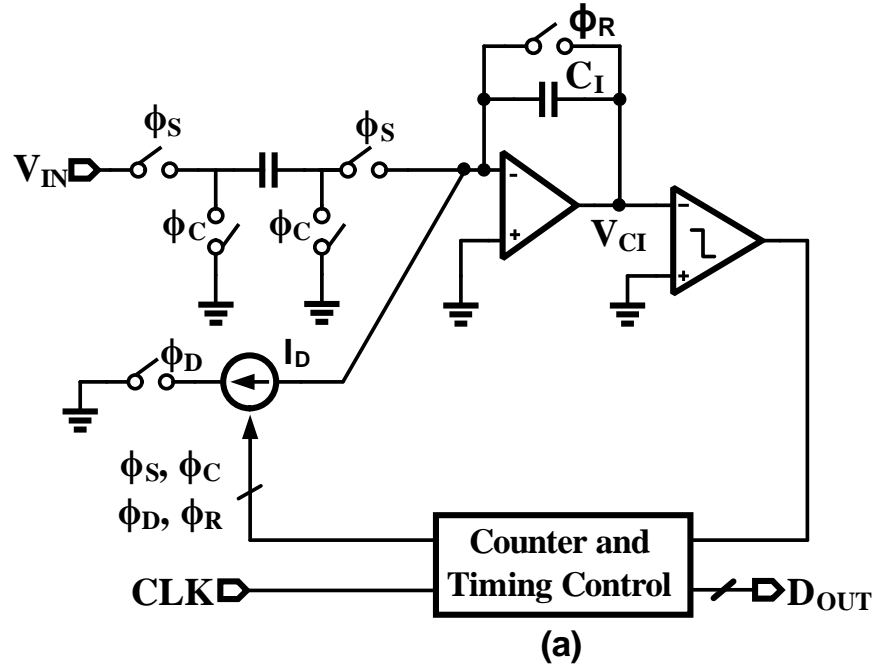 ϕR
CI
ϕS
ϕS
VIN
-
+
ϕC
ϕC
VCI
-
+
ϕD
ID
ϕS, ϕC
ϕD, ϕR
Counter and
Timing Control
CLK
DOUT
(a)